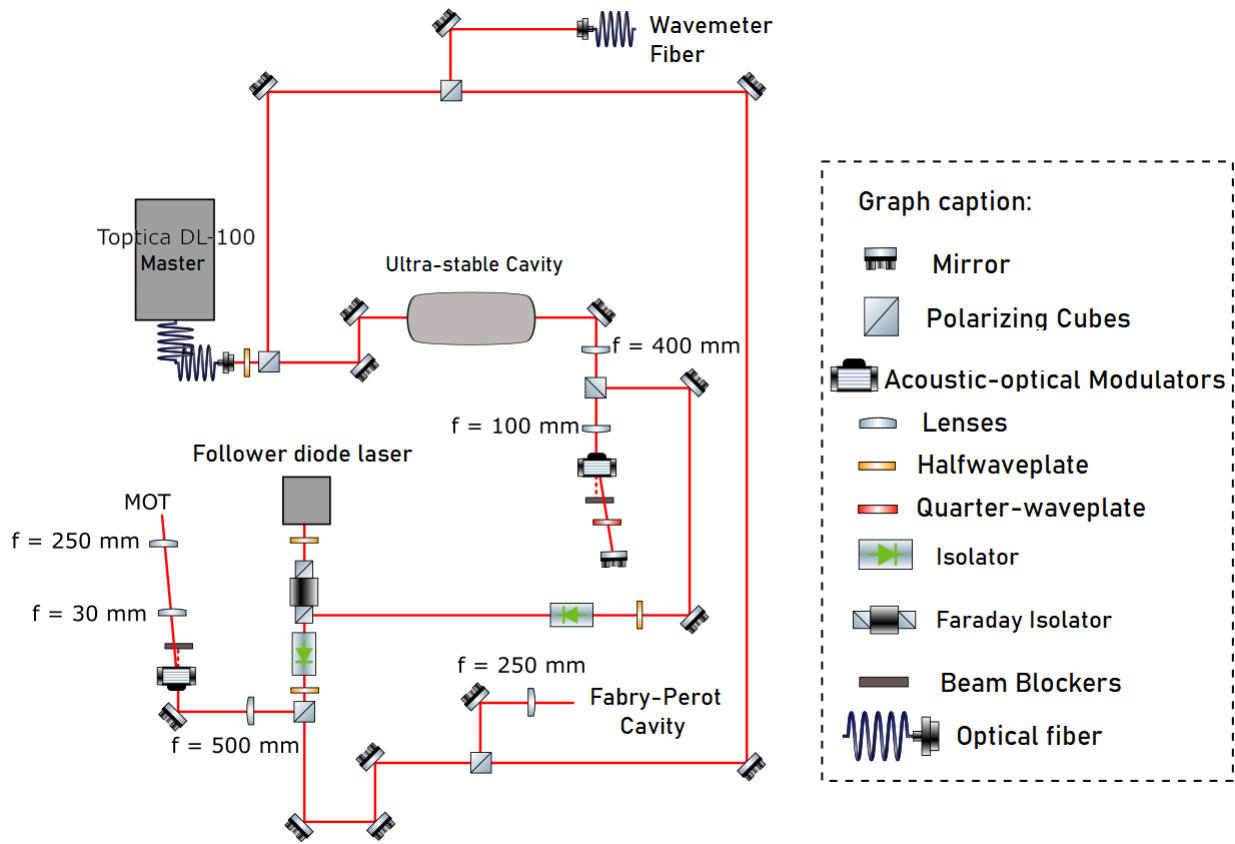 Wavemeter
Fiber
Toptica DL-100
Master
Ultra-stable Cavity
f = 400 mm
f = 100 mm
Follower diode laser
MOT
f = 250 mm
f = 30 mm
f = 250 mm
Fabry-Perot
Cavity
f = 500 mm
Graph caption:
Mirror
Polarizing Cubes
Acoustic-optical Modulators
Lenses
Halfwaveplate
Quarter-waveplate
Isolator
Faraday Isolator
Beam Blockers
Optical fiber